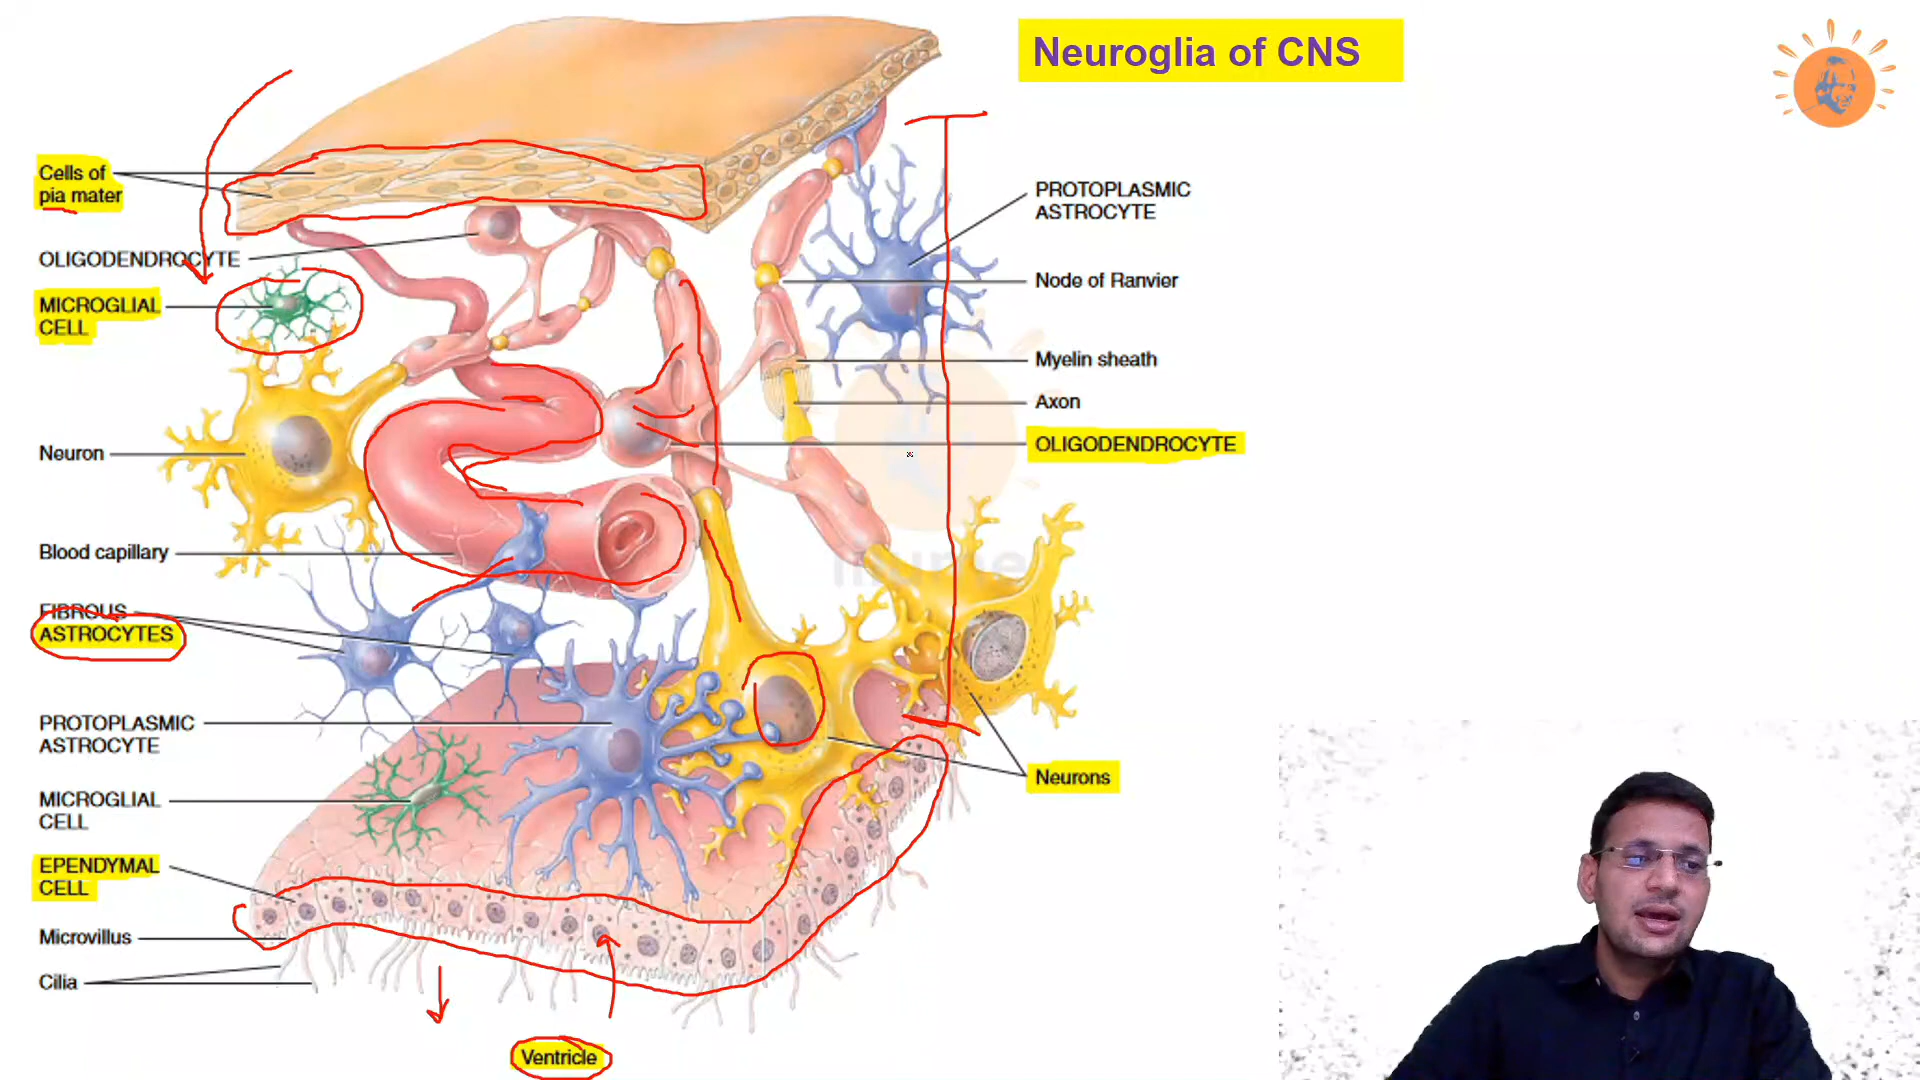 Neuroglia of CNS
Cells of
pia mater
OLIGODENDROCYTE
MICROGLIAL
CELL
Neuron
Blood capillary
FIBROUS
ASTROCYTES
PROTOPLASMIC
ASTROCYTE
MICROGLIAL
CELL
EPENDYMAL
CELL
Microvillus
Cilia
Ventricle
PROTOPLASMIC
ASTROCYTE
Node of Ranvier
Myelin sheath
Axon
OLIGODENDROCYTE
Neurons